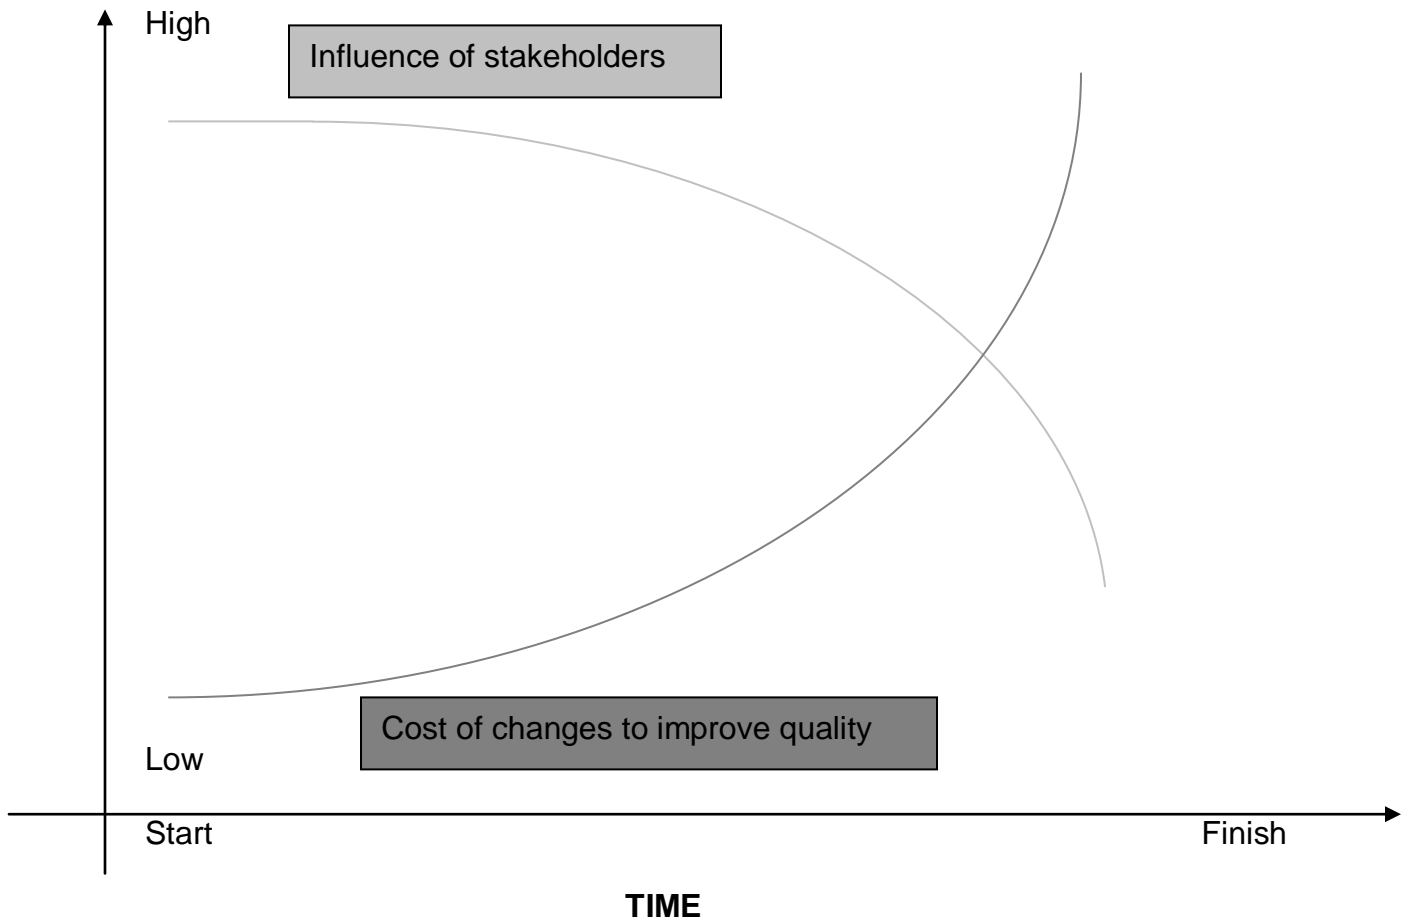 High
Influence of stakeholders
Cost of changes to improve quality
Low
Start
Finish
TIME